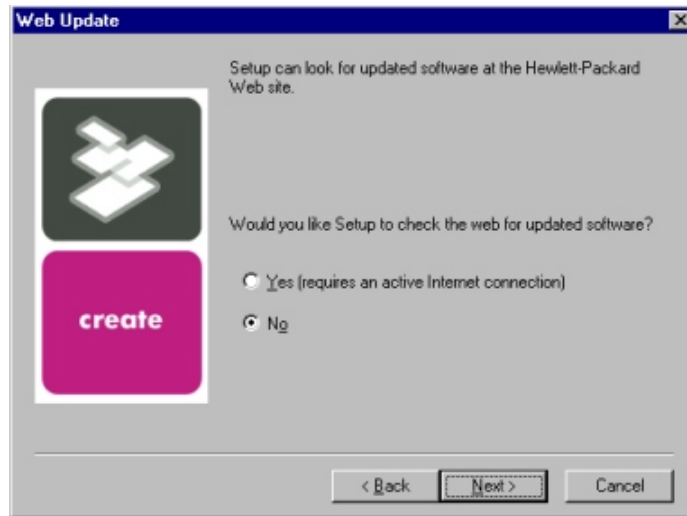 Web Update
Setup can look for updated software at the Hewlett-Packard
Web site.
Would you like Setup to check the web for updated software?
Yes (requires an active Internet connection)
No
create
< Back
Next >
Cancel